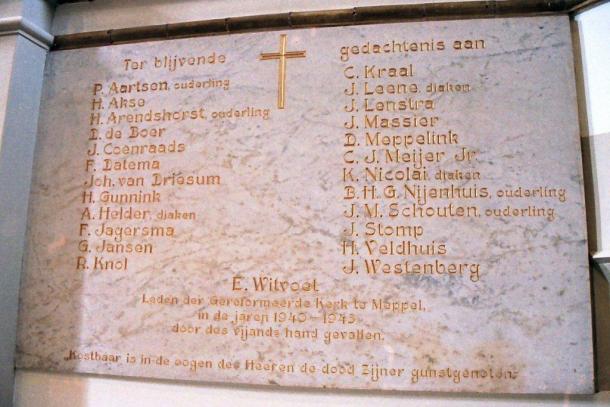 Ter blijvende gedachtenis aan
P. Aartsen, ouderling
H. Akse
H. Arendshorst, ouderling
D. de Boer
J. Coenraads
F. Datema
Joh. van Driesum
H. Gunnink
A. Helder, diaken
F. Jagersma
G. Jansen
R. Knol
C. Kraal
J. Leene, diaken
J. Lenstra
J. Massier
D. Meppelink
C. J. Meijer Jr.
K. Nicolai, diaken
B.H.G. Nijenhuis, ouderling
J. M. Schouten, ouderling
J. Stomp
H. Veldhuis
J. Westenberg
E. Witvoet
Leden der Gereformeerde Kerk te Meppel,
in de jaren 1940-1945
door des vijands hand gevallen.
„Kostbaar is in de oogen des Heeren de dood Zijner gunstgenoten."